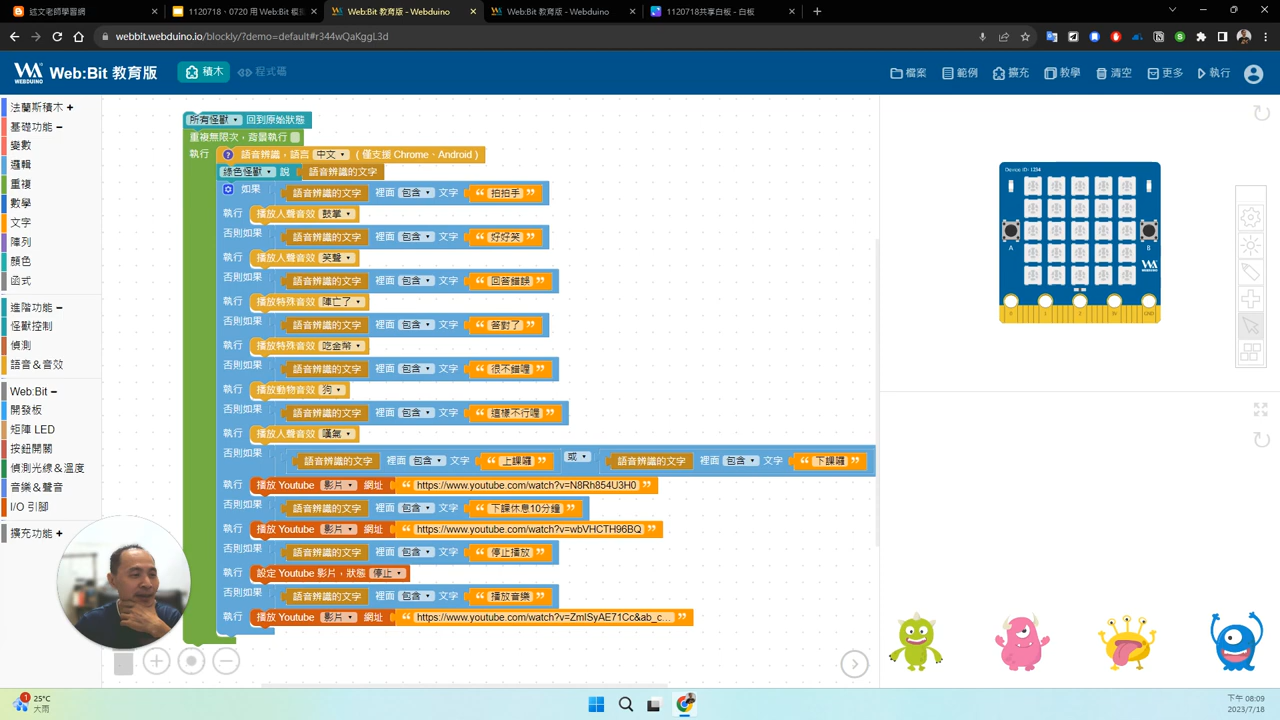 述文老師學習網
1120718、0720 用 Web:Bit 模
Web:Bit 教育版 - Webduino
Web:Bit 教育版 - Webduino
1120718共享白板 - 白板
webbit.webduino.io/blockly/?demo=default#r344wQaKggL3d
WEBDUINO
Web:Bit 教育版
積木
程式碼
檔案
範例
擴充
教學
清空
更多
執行
法蘭斯積木
基礎功能
變數
邏輯
重複
數學
文字
陣列
顏色
函式
進階功能
怪獸控制
偵測
語音＆音效
Web:Bit
開發板
矩陣 LED
按鈕開關
偵測光線＆溫度
音樂＆聲音
I/O 引腳
擴充功能
所有怪獸 回到原始狀態
重複無限次，背景執行
執行 語音辨識，語言 中文 ( 僅支援 Chrome、Android )
綠色怪獸 說 語音辨識的文字
如果 語音辨識的文字 裡面 包含 文字 “ 拍拍手 ”
執行 播放人聲音效 鼓掌
否則如果 語音辨識的文字 裡面 包含 文字 “ 好好笑 ”
執行 播放人聲音效 笑聲
否則如果 語音辨識的文字 裡面 包含 文字 “ 回答錯誤 ”
執行 播放特殊音效 陣亡了
否則如果 語音辨識的文字 裡面 包含 文字 “ 答對了 ”
執行 播放特殊音效 吃金幣
否則如果 語音辨識的文字 裡面 包含 文字 “ 很不錯喔 ”
執行 播放動物音效 狗
否則如果 語音辨識的文字 裡面 包含 文字 “ 這樣不行喔 ”
執行 播放人聲音效 嘆氣
否則如果 語音辨識的文字 裡面 包含 文字 “ 上課囉 ” 或 語音辨識的文字 裡面 包含 文字 “ 下課囉 ”
執行 播放 Youtube 影片 網址 “ https://www.youtube.com/watch?v=N8Rh854U3H0 ”
否則如果 語音辨識的文字 裡面 包含 文字 “ 下課休息10分鐘 ”
執行 播放 Youtube 影片 網址 “ https://www.youtube.com/watch?v=wbVHCTH96BQ ”
否則如果 語音辨識的文字 裡面 包含 文字 “ 停止播放 ”
執行 設定 Youtube 影片，狀態 停止
否則如果 語音辨識的文字 裡面 包含 文字 “ 播放音樂 ”
執行 播放 Youtube 影片 網址 “ https://www.youtube.com/watch?v=ZmISyAE71Cc&ab_c... ”
Device ID: 1234
A
B
25°C
大雨
下午 08:09
2023/7/18